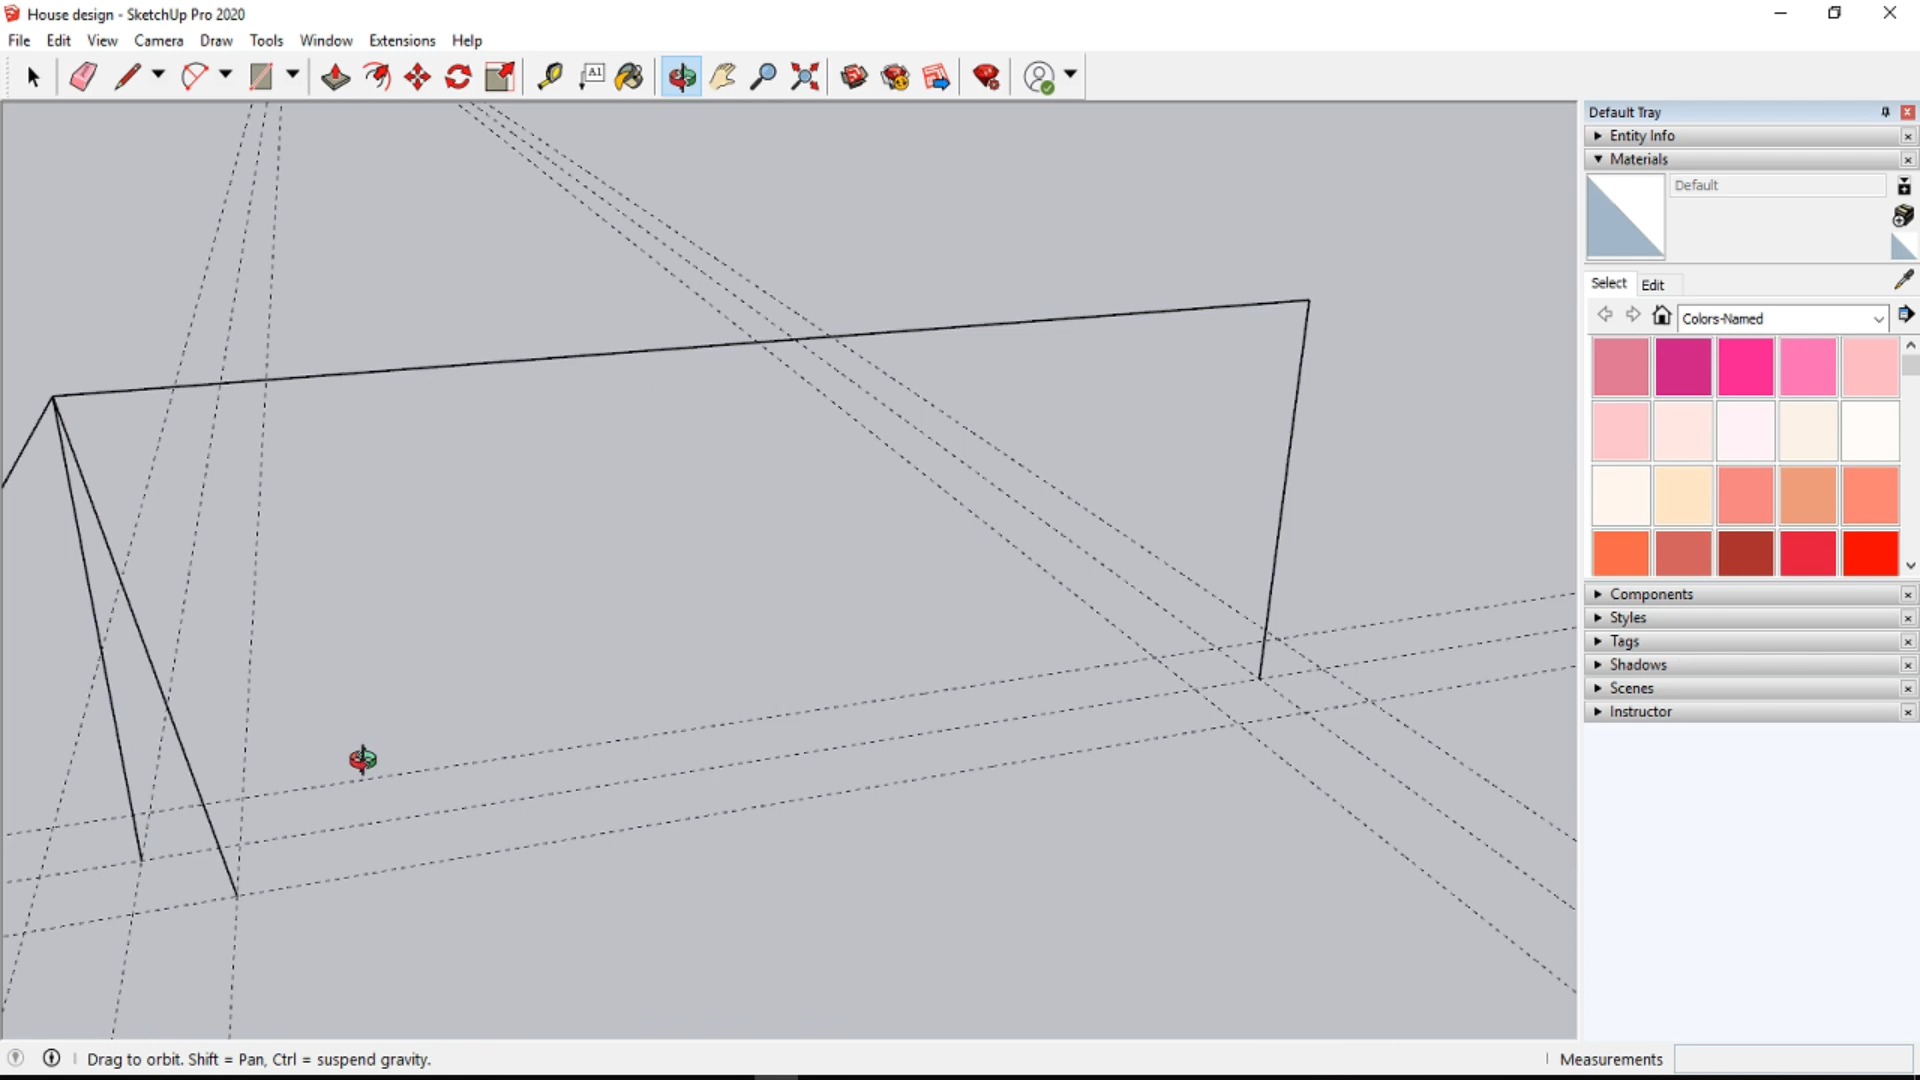 House design - SketchUp Pro 2020
File Edit View Camera Draw Tools Window Extensions Help
A1
Default Tray
Entity Info
Materials
Default
Select Edit
Colors-Named
Components
Styles
Tags
Shadows
Scenes
Instructor
Drag to orbit. Shift = Pan, Ctrl = suspend gravity.
Measurements